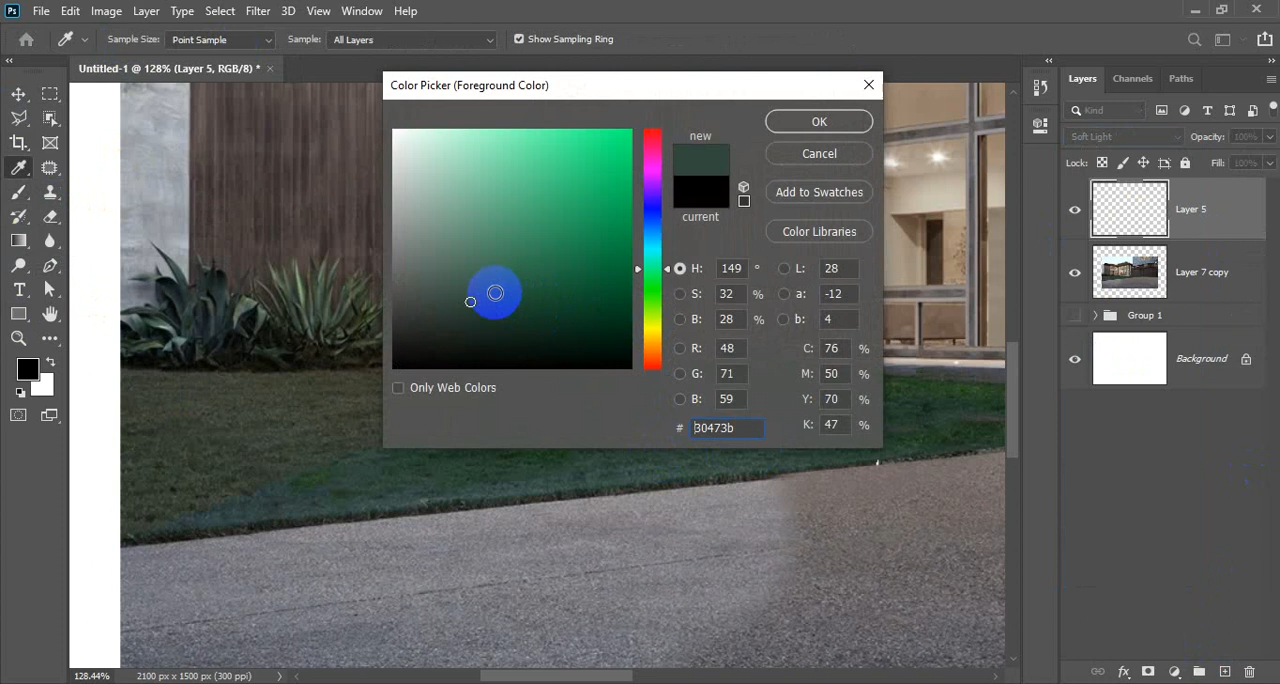 Ps File Edit Image Layer Type Select Filter 3D View Window Help
Sample Size: Point Sample Sample: All Layers Show Sampling Ring
Untitled-1 @ 128% (Layer 5, RGB/8) *
Color Picker (Foreground Color)
new
current
OK
Cancel
Add to Swatches
Color Libraries
H: 149 ° L: 28
S: 32 % a: -12
B: 28 % b: 4
R: 48 C: 76 %
G: 71 M: 50 %
B: 59 Y: 70 %
# 30473b K: 47 %
Only Web Colors
Layers Channels Paths
Kind
Soft Light Opacity: 100%
Lock: Fill: 100%
Layer 5
Layer 7 copy
Group 1
Background
128.44% 2100 px x 1500 px (300 ppi)